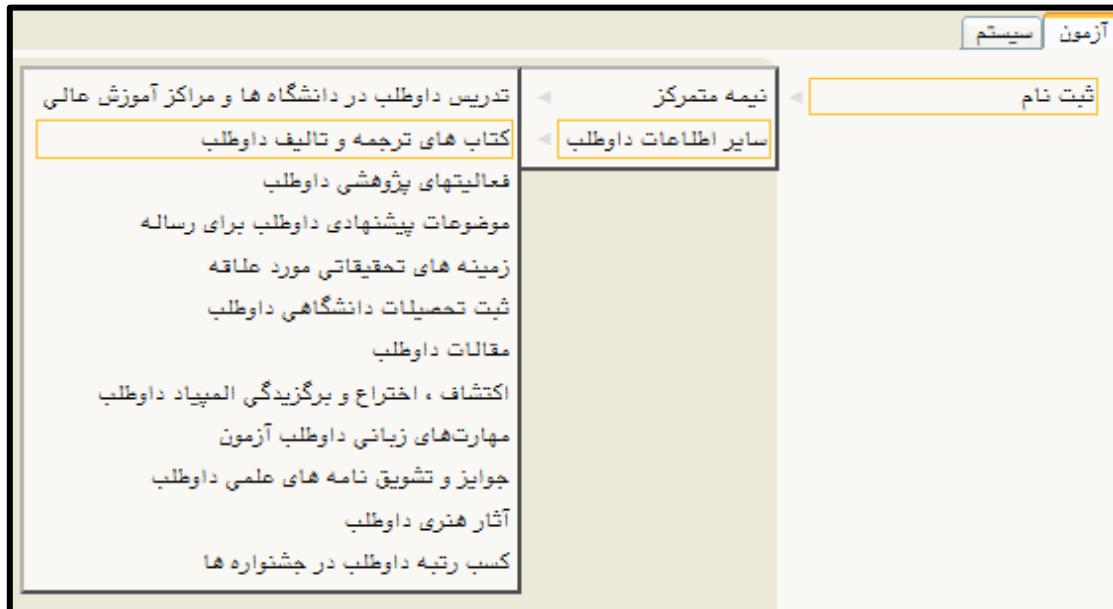 آزمون
سیستم
ثبت نام
نیمه متمرکز
سایر اطلاعات داوطلب
تدریس داوطلب در دانشگاه ها و مراکز آموزش عالی
کتاب های ترجمه و تالیف داوطلب
فعالیتهای پژوهشی داوطلب
موضوعات پیشنهادی داوطلب برای رساله
زمینه های تحقیقاتی مورد علاقه
ثبت تحصیلات دانشگاهی داوطلب
مقالات داوطلب
اکتشاف ، اختراع و برگزیدگی المپیاد داوطلب
مهارت‌های زبانی داوطلب آزمون
جوایز و تشویق نامه های علمی داوطلب
آثار هنری داوطلب
کسب رتبه داوطلب در جشنواره ها